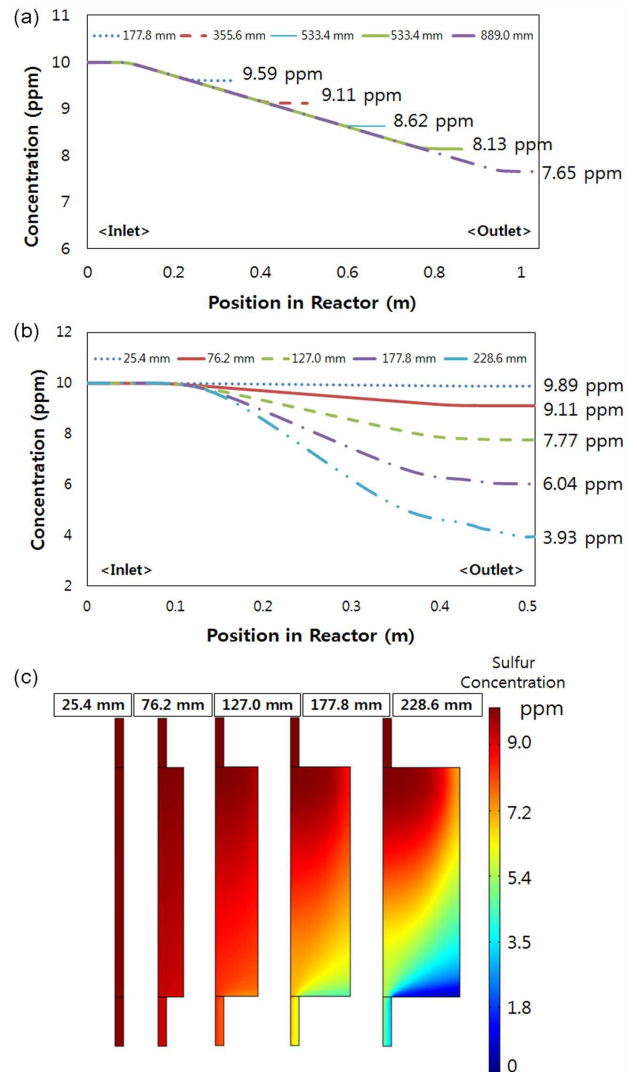 (a)
177.8 mm 355.6 mm 533.4 mm 533.4 mm 889.0 mm
11
10
9
8
7
6
Concentration (ppm)
9.59 ppm
9.11 ppm
8.62 ppm
8.13 ppm
7.65 ppm
<Inlet> <Outlet>
0 0.2 0.4 0.6 0.8 1
Position in Reactor (m)
(b)
25.4 mm 76.2 mm 127.0 mm 177.8 mm 228.6 mm
12
10
8
6
4
2
Concentration (ppm)
9.89 ppm
9.11 ppm
7.77 ppm
6.04 ppm
3.93 ppm
<Inlet> <Outlet>
0 0.1 0.2 0.3 0.4 0.5
Position in Reactor (m)
(c)
Sulfur
Concentration
25.4 mm 76.2 mm 127.0 mm 177.8 mm 228.6 mm
ppm
9.0
7.2
5.4
3.5
1.8
0